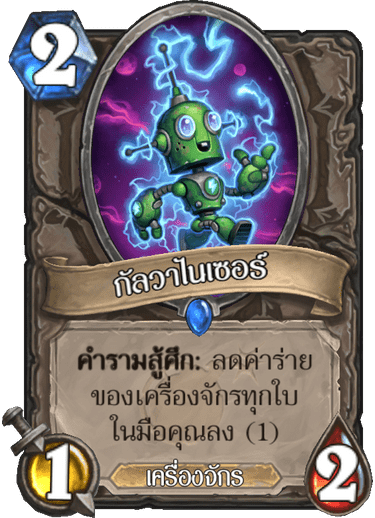 2
กัลวาไนเซอร์
คำรามสู้ศึก: ลดค่าร่าย
ของเครื่องจักรทุกใบ
ในมือคุณลง (1)
1
เครื่องจักร
2